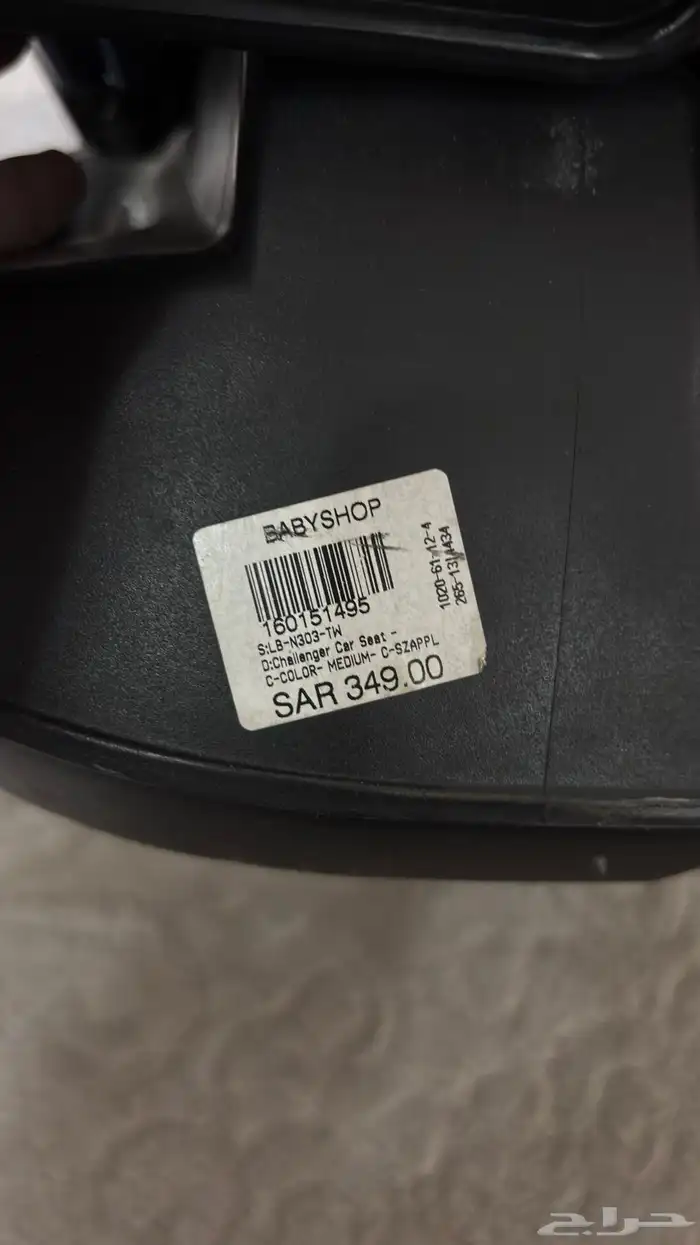 BABYSHOP
160151495
S:LB-N303-TW
D:Challenger Car Seat -
C-COLOR- MEDIUM- C-SZAPPL
SAR 349.00
1020-61-12-4
حراج